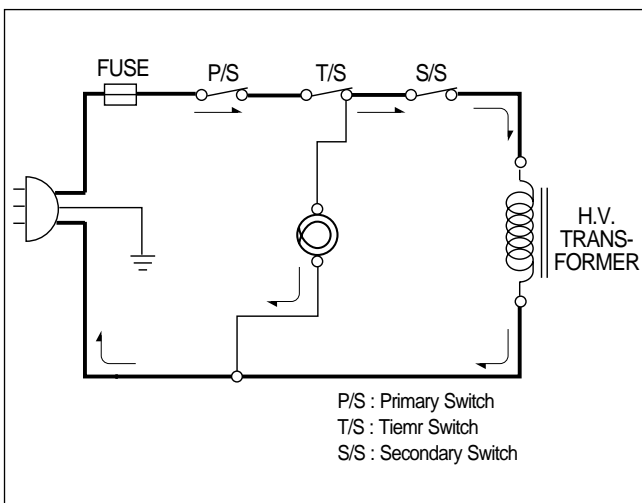 FUSE
P/S
T/S
S/S
H.V.
TRANS-
FORMER
P/S : Primary Switch
T/S : Tiemr Switch
S/S : Secondary Switch